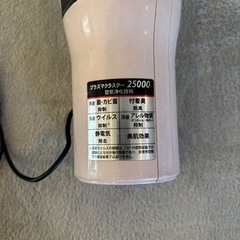 プラズマクラスター 25000
空気浄化技術
浮遊 菌・カビ菌 抑制
付着臭 脱臭
浮遊 ウイルス 抑制
浮遊 アレル物質 抑制
静電気 除去
美肌効果